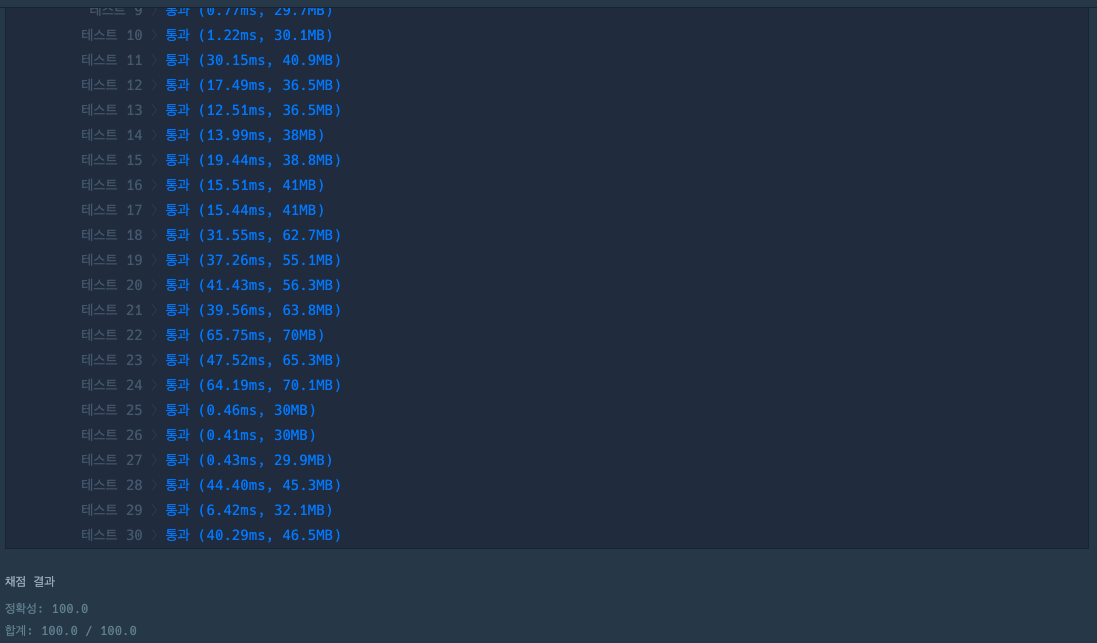 테스트 9 〉 통과 (0.77ms, 29.7MB)
테스트 10 〉 통과 (1.22ms, 30.1MB)
테스트 11 〉 통과 (30.15ms, 40.9MB)
테스트 12 〉 통과 (17.49ms, 36.5MB)
테스트 13 〉 통과 (12.51ms, 36.5MB)
테스트 14 〉 통과 (13.99ms, 38MB)
테스트 15 〉 통과 (19.44ms, 38.8MB)
테스트 16 〉 통과 (15.51ms, 41MB)
테스트 17 〉 통과 (15.44ms, 41MB)
테스트 18 〉 통과 (31.55ms, 62.7MB)
테스트 19 〉 통과 (37.26ms, 55.1MB)
테스트 20 〉 통과 (41.43ms, 56.3MB)
테스트 21 〉 통과 (39.56ms, 63.8MB)
테스트 22 〉 통과 (65.75ms, 70MB)
테스트 23 〉 통과 (47.52ms, 65.3MB)
테스트 24 〉 통과 (64.19ms, 70.1MB)
테스트 25 〉 통과 (0.46ms, 30MB)
테스트 26 〉 통과 (0.41ms, 30MB)
테스트 27 〉 통과 (0.43ms, 29.9MB)
테스트 28 〉 통과 (44.40ms, 45.3MB)
테스트 29 〉 통과 (6.42ms, 32.1MB)
테스트 30 〉 통과 (40.29ms, 46.5MB)
채점 결과
정확성: 100.0
합계: 100.0 / 100.0